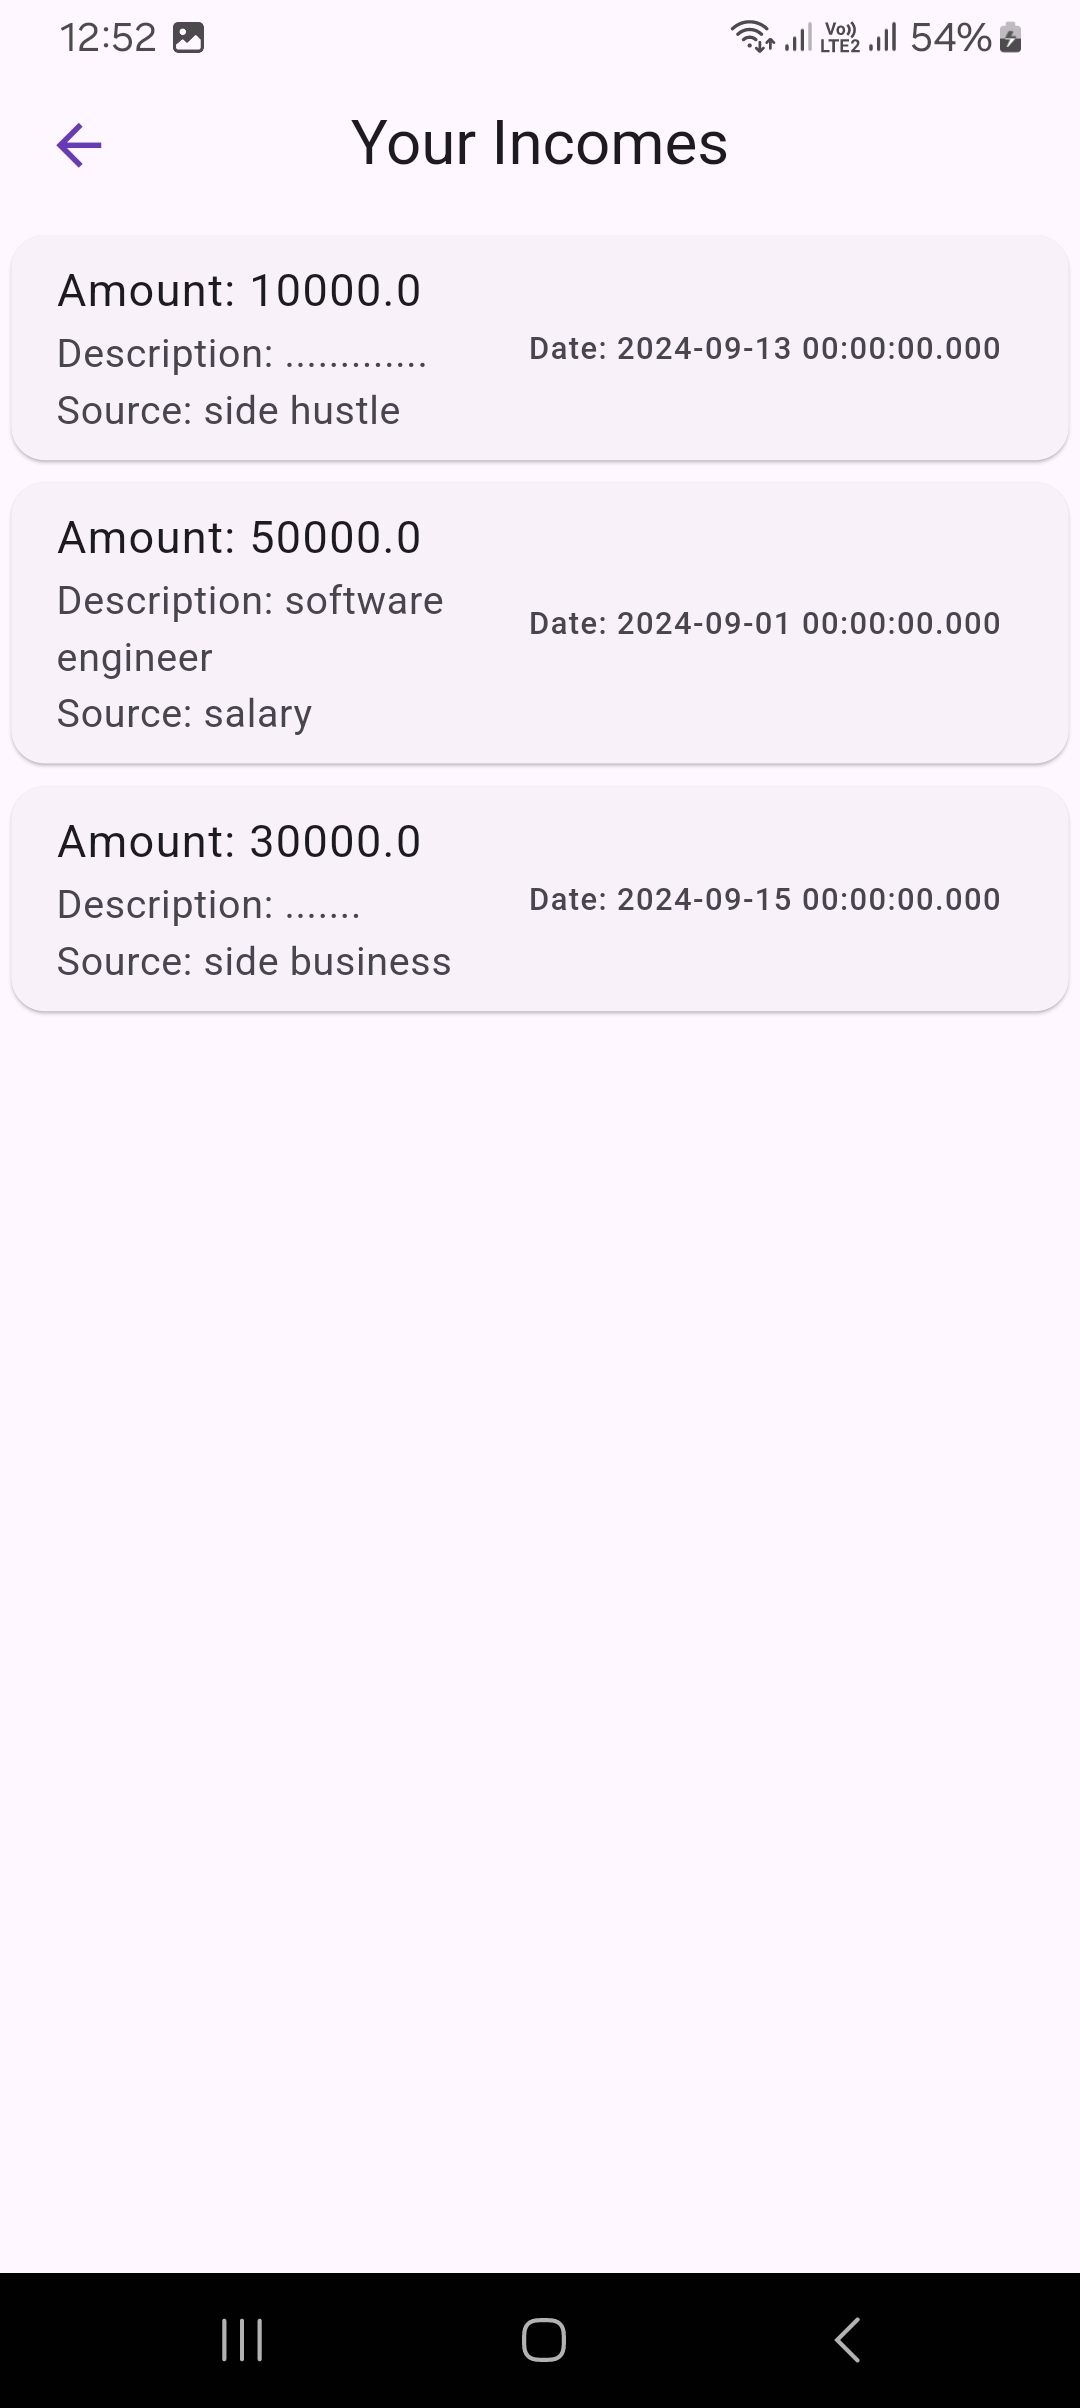 12:52
Vo)) LTE2 54%
Your Incomes
Amount: 10000.0
Description: .............
Source: side hustle
Date: 2024-09-13 00:00:00.000
Amount: 50000.0
Description: software
engineer
Source: salary
Date: 2024-09-01 00:00:00.000
Amount: 30000.0
Description: .......
Source: side business
Date: 2024-09-15 00:00:00.000